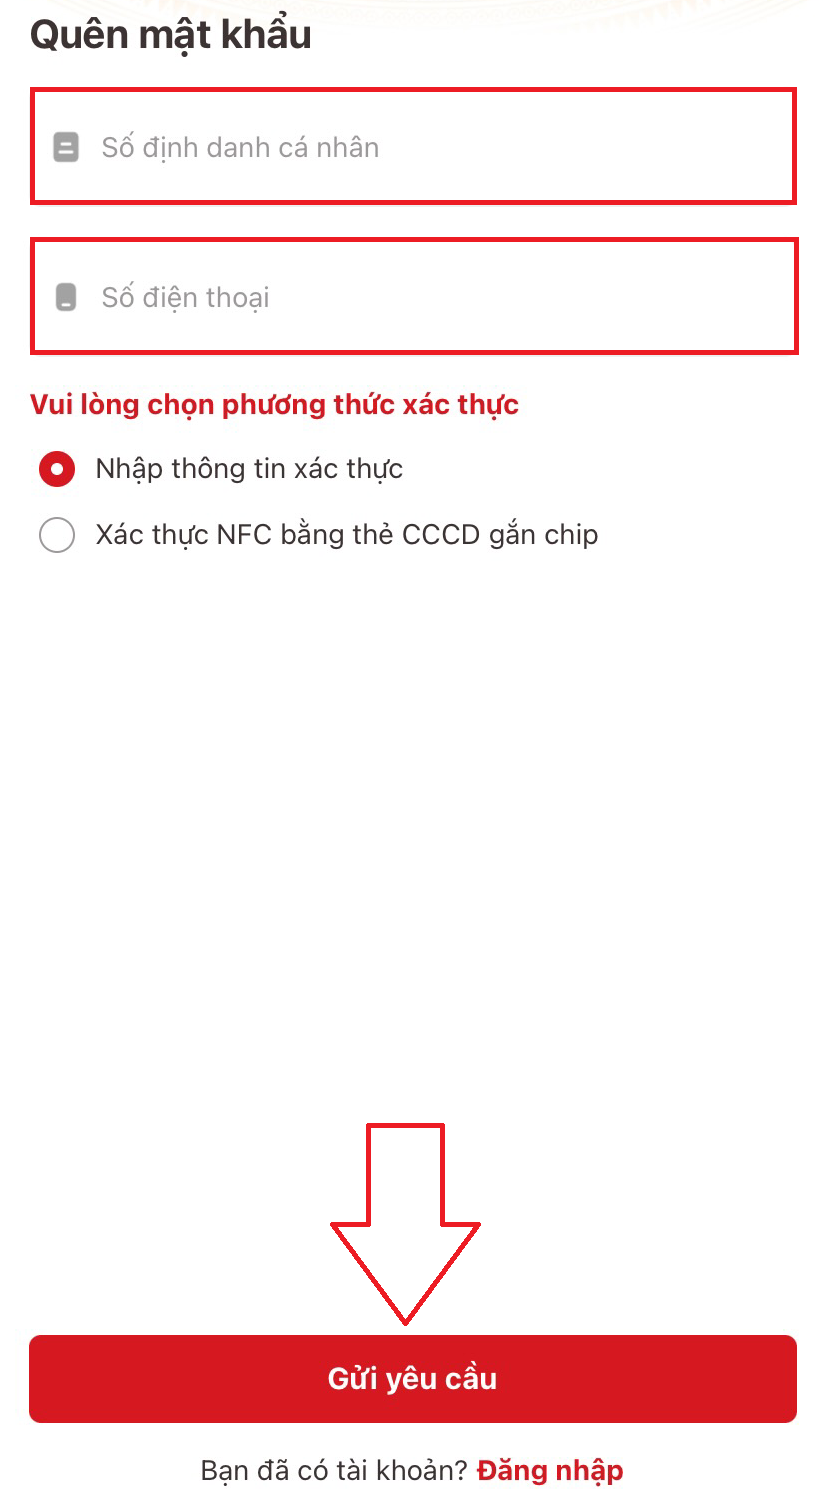 Quên mật khẩu
Số định danh cá nhân
Số điện thoại
Vui lòng chọn phương thức xác thực
Nhập thông tin xác thực
Xác thực NFC bằng thẻ CCCD gắn chip
Gửi yêu cầu
Bạn đã có tài khoản? Đăng nhập